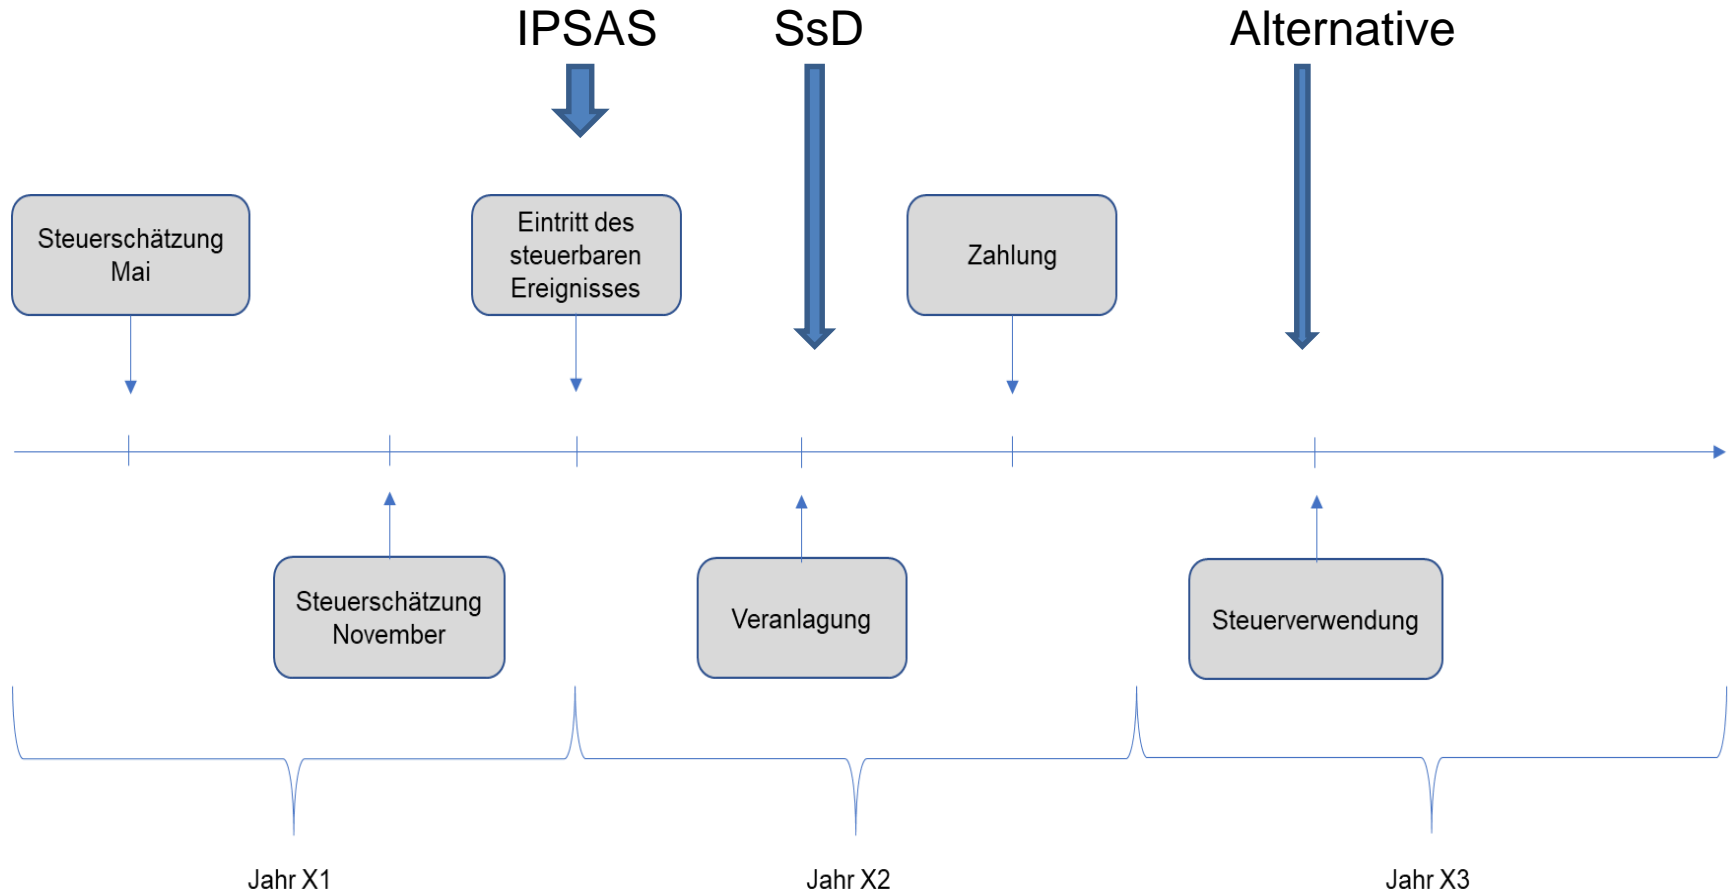 IPSAS
SsD
Alternative
Steuerschätzung
Mai
Eintritt des
steuerbaren
Ereignisses
Zahlung
Steuerschätzung
November
Veranlagung
Steuerverwendung
Jahr X1
Jahr X2
Jahr X3